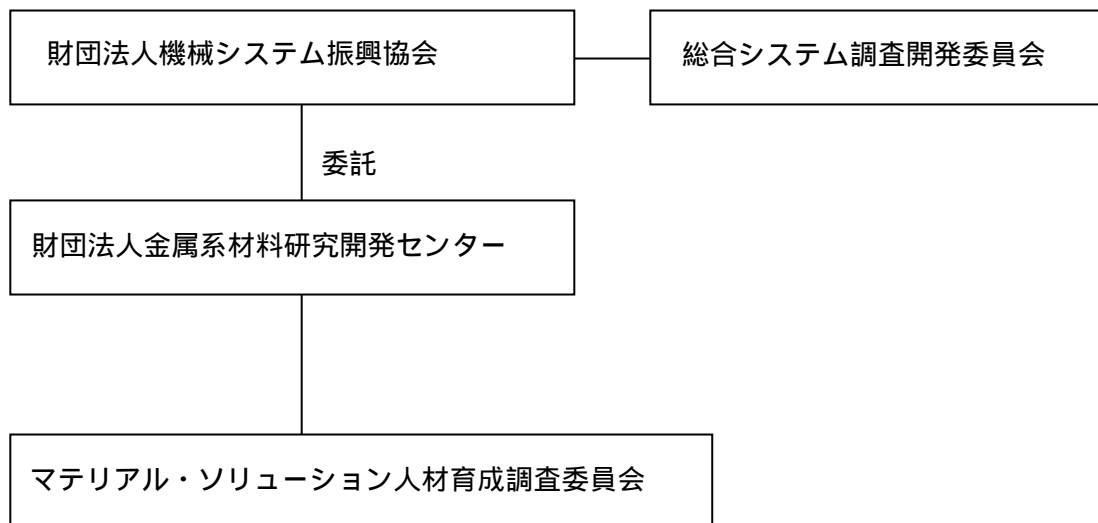 財団法人機械システム振興協会
総合システム調査開発委員会
委託
財団法人金属系材料研究開発センター
マテリアル・ソリューション人材育成調査委員会